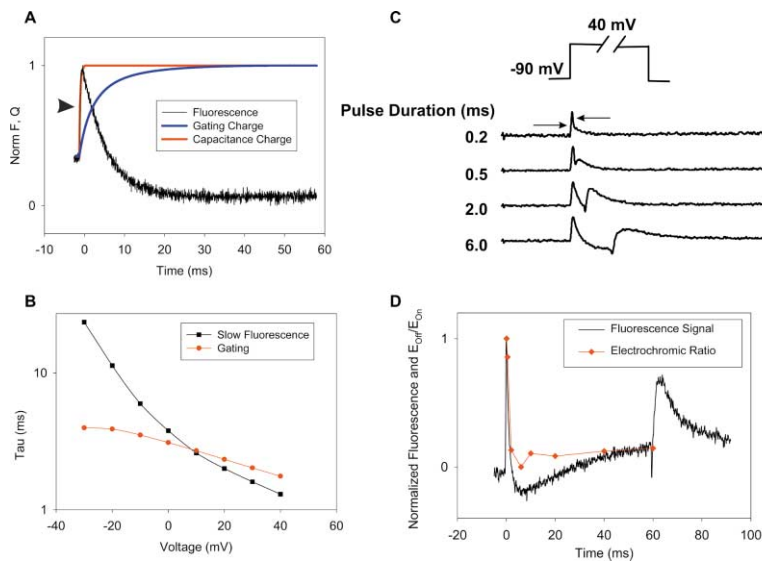 A
Norm F, Q
1
0
Fluorescence
Gating Charge
Capacitance Charge
-10 0 10 20 30 40 50 60
Time (ms)
B
Tau (ms)
10
1
Slow Fluorescence
Gating
-40 -20 0 20 40 60
Voltage (mV)
C
40 mV
-90 mV
Pulse Duration (ms)
0.2
0.5
2.0
6.0
D
Normalized Fluorescence and EOff/EOn
1
0
Fluorescence Signal
Electrochromic Ratio
-20 0 20 40 60 80 100
Time (ms)